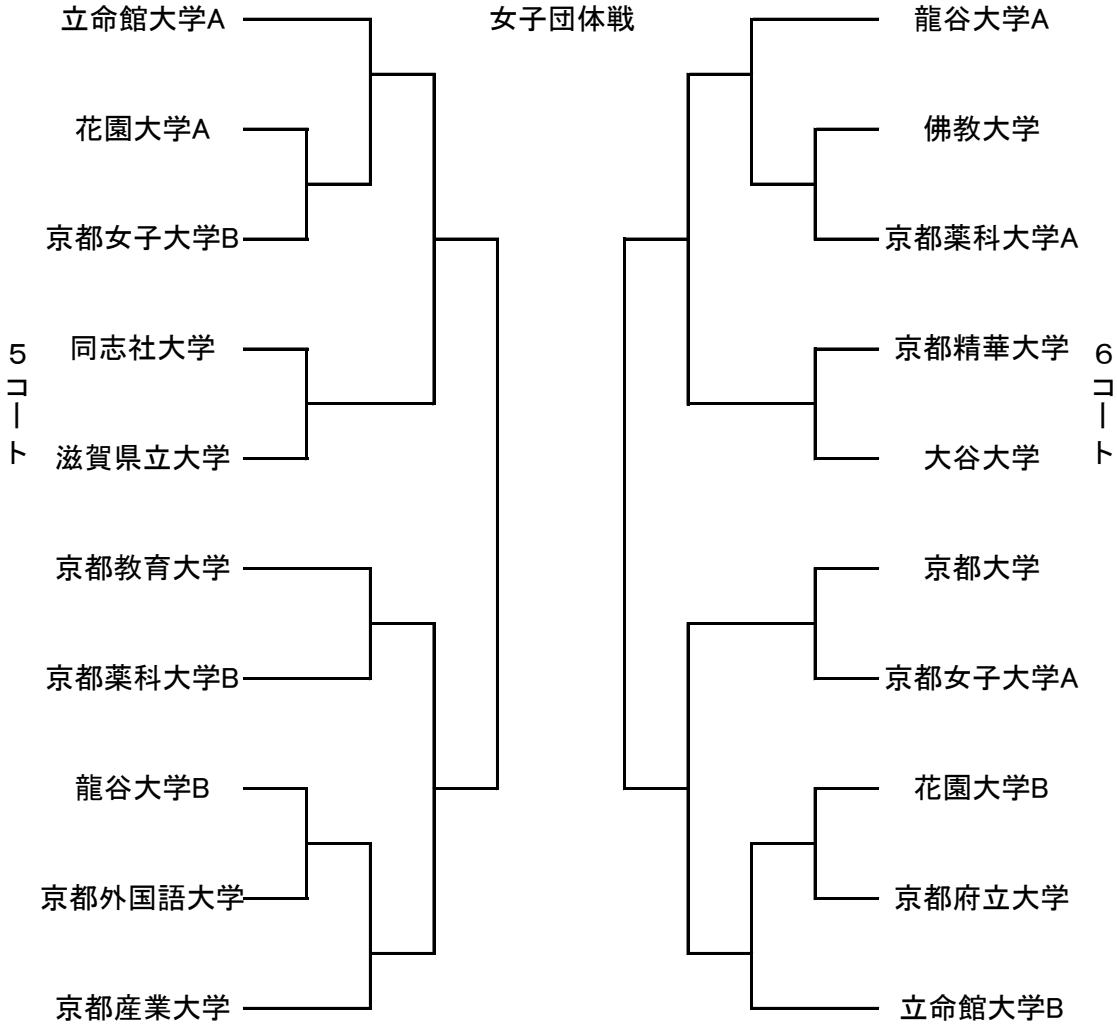 女子団体戦
5コート
立命館大学A
花園大学A
京都女子大学B
同志社大学
滋賀県立大学
京都教育大学
京都薬科大学B
龍谷大学B
京都外国語大学
京都産業大学
龍谷大学A
佛教大学
京都薬科大学A
京都精華大学
大谷大学
京都大学
京都女子大学A
花園大学B
京都府立大学
立命館大学B
6コート